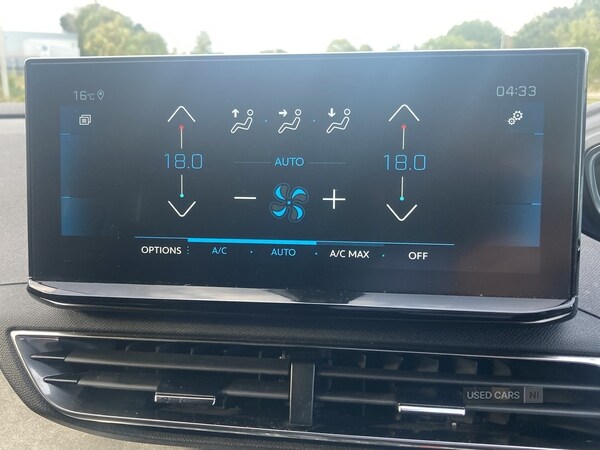 16°C 04:33
18.0 AUTO 18.0
OPTIONS A/C AUTO A/C MAX OFF
USED CARS NI